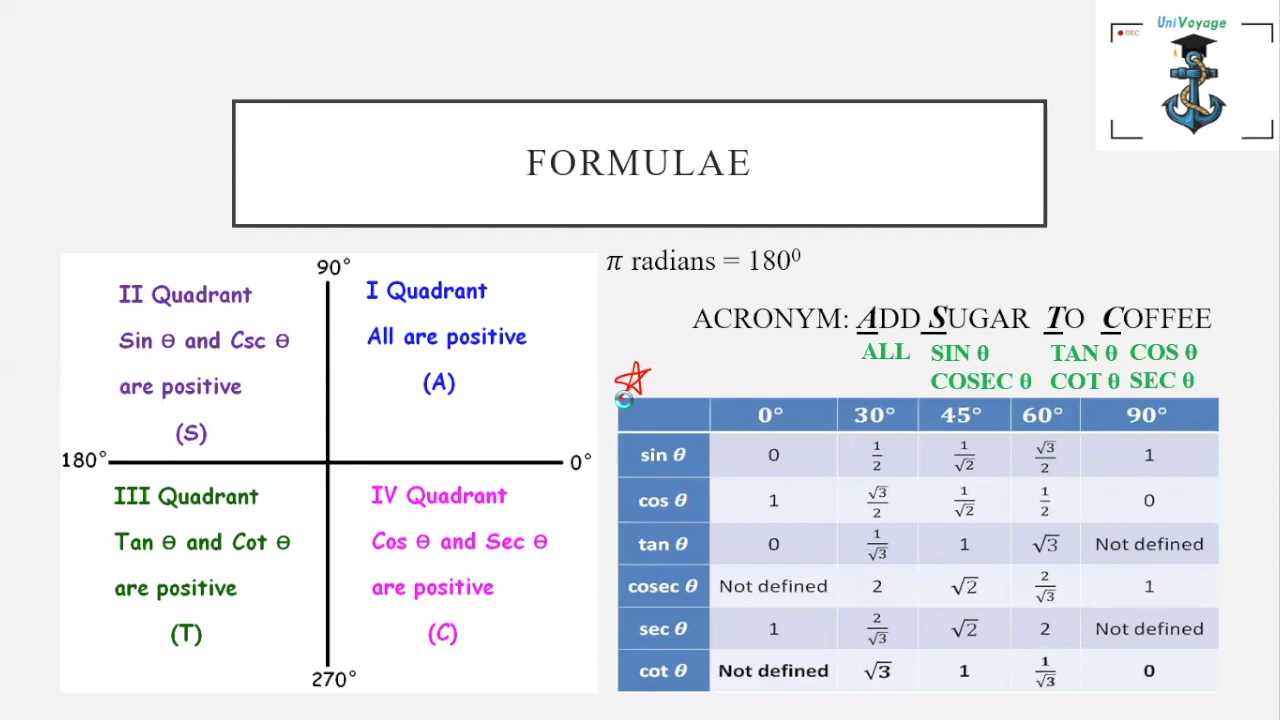 UniVoyage
REC
FORMULAE
π radians = 180⁰
ACRONYM: ADD SUGAR TO COFFEE
ALL SIN θ TAN θ COS θ
COSEC θ COT θ SEC θ
90°
II Quadrant
Sin θ and Csc θ
are positive
(S)
I Quadrant
All are positive
(A)
180°
0°
III Quadrant
Tan θ and Cot θ
are positive
(T)
IV Quadrant
Cos θ and Sec θ
are positive
(C)
270°
0° 30° 45° 60° 90°
sin θ 0 1/2 1/√2 √3/2 1
cos θ 1 √3/2 1/√2 1/2 0
tan θ 0 1/√3 1 √3 Not defined
cosec θ Not defined 2 √2 2/√3 1
sec θ 1 2/√3 √2 2 Not defined
cot θ Not defined √3 1 1/√3 0